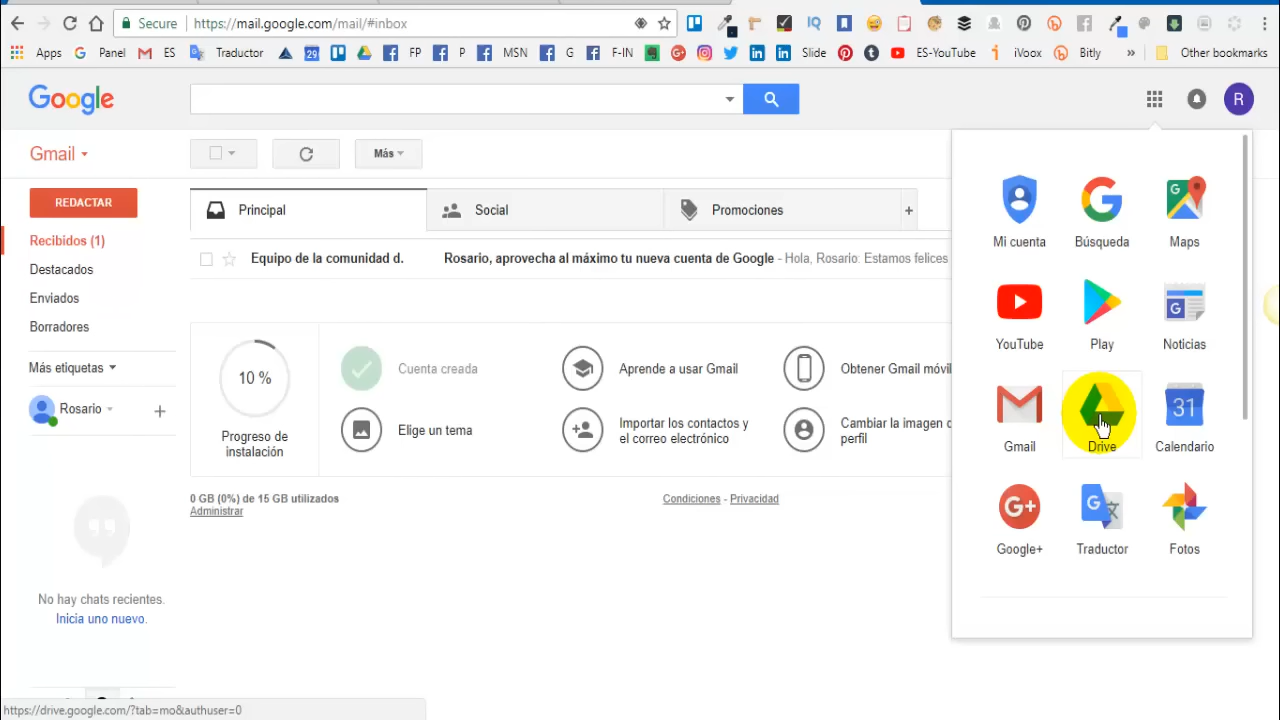 Secure https://mail.google.com/mail/#inbox
Apps G Panel ES Traductor 29 FP P MSN G F-IN Slide ES-YouTube iVoox Bitly » Other bookmarks
Google
R
Gmail
Más
REDACTAR
Principal
Social
Promociones
+
Recibidos (1)
Destacados
Enviados
Borradores
Más etiquetas
Rosario
+
Equipo de la comunidad d. Rosario, aprovecha al máximo tu nueva cuenta de Google - Hola, Rosario: Estamos felices
10 %
Progreso de
instalación
Cuenta creada
Aprende a usar Gmail
Obtener Gmail móvil
Elige un tema
Importar los contactos y
el correo electrónico
Cambiar la imagen d
perfil
0 GB (0%) de 15 GB utilizados
Administrar
Condiciones - Privacidad
No hay chats recientes.
Inicia uno nuevo.
Mi cuenta
Búsqueda
Maps
YouTube
Play
Noticias
Gmail
Drive
31
Calendario
G+
Google+
Traductor
Fotos
https://drive.google.com/?tab=mo&authuser=0